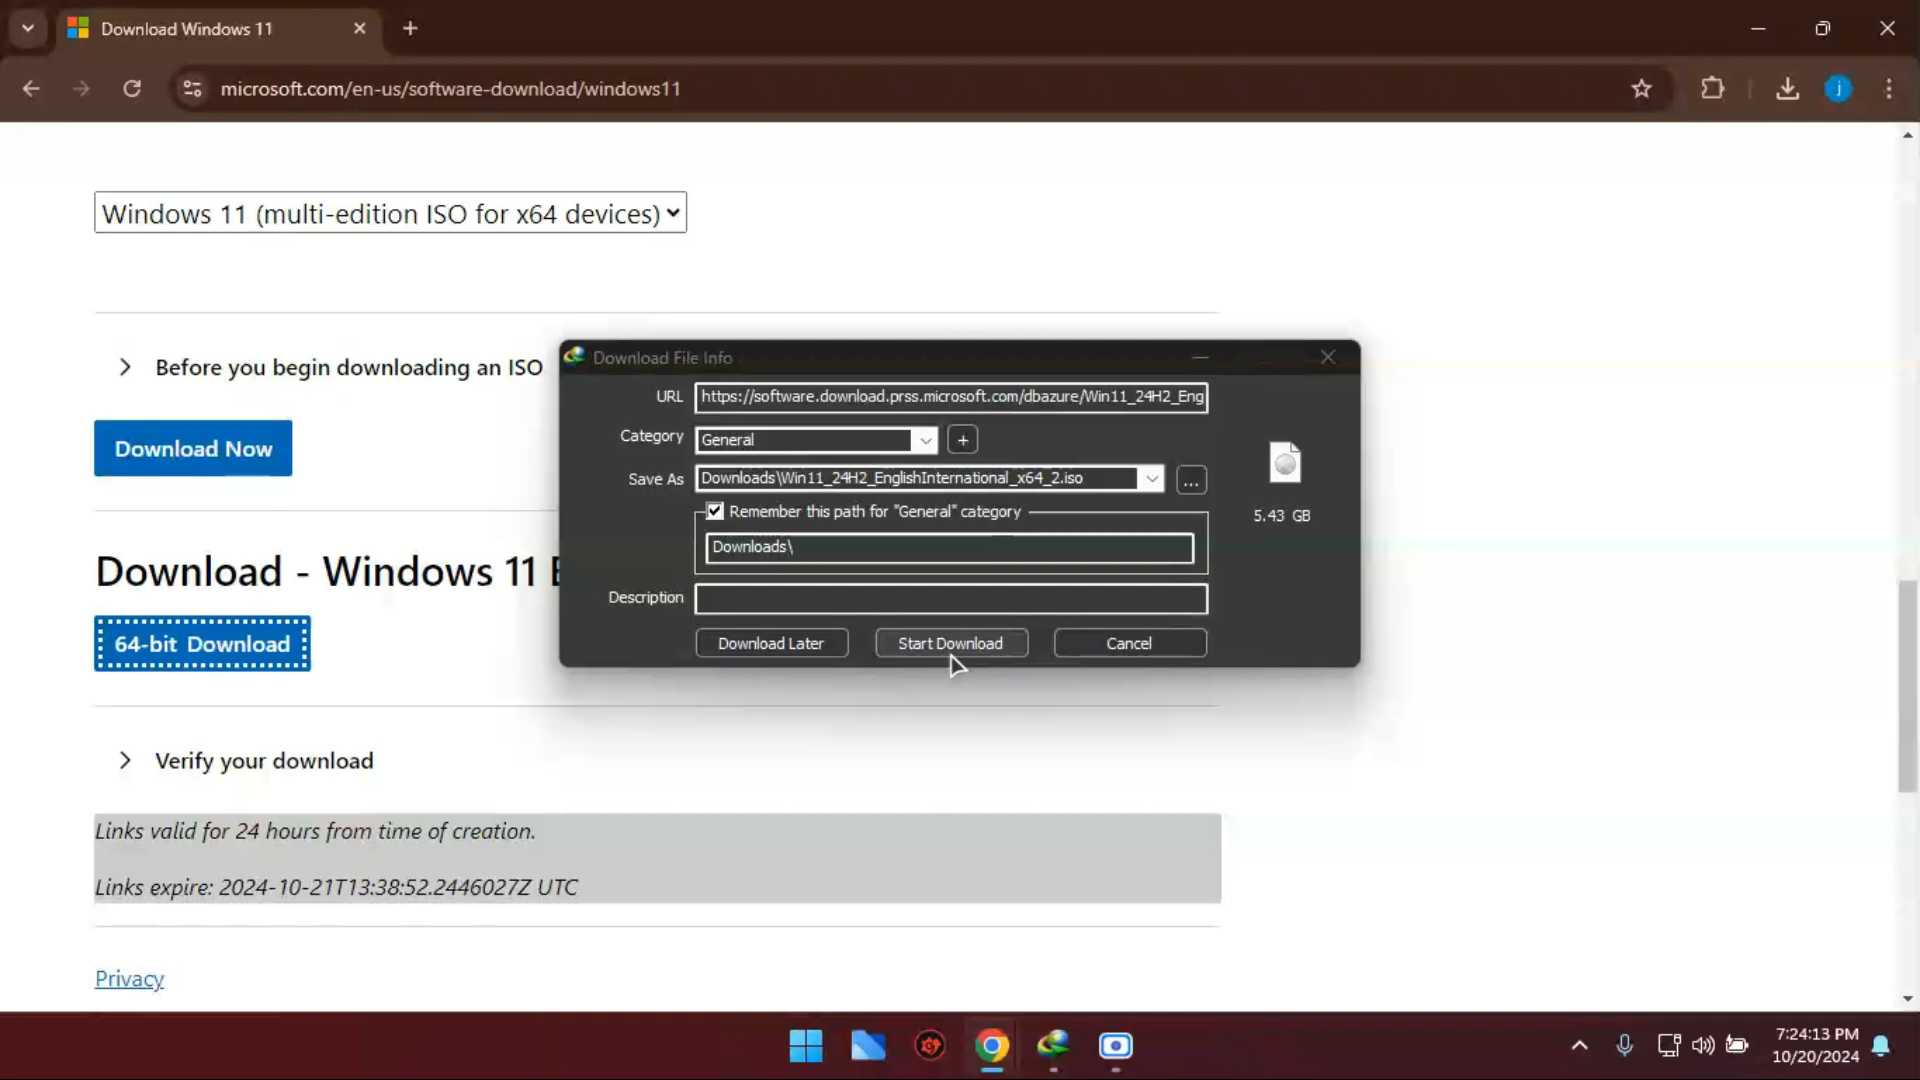 Download Windows 11
microsoft.com/en-us/software-download/windows11
j
Windows 11 (multi-edition ISO for x64 devices)
Before you begin downloading an ISO
Download Now
Download - Windows 11 E
64-bit Download
Verify your download
Links valid for 24 hours from time of creation.
Links expire: 2024-10-21T13:38:52.2446027Z UTC
Privacy
Download File Info
URL
https://software.download.prss.microsoft.com/dbazure/Win11_24H2_Eng
Category
General
+
Save As
Downloads\Win11_24H2_EnglishInternational_x64_2.iso
...
Remember this path for "General" category
Downloads\
5.43 GB
Description
Download Later
Start Download
Cancel
7:24:13 PM
10/20/2024